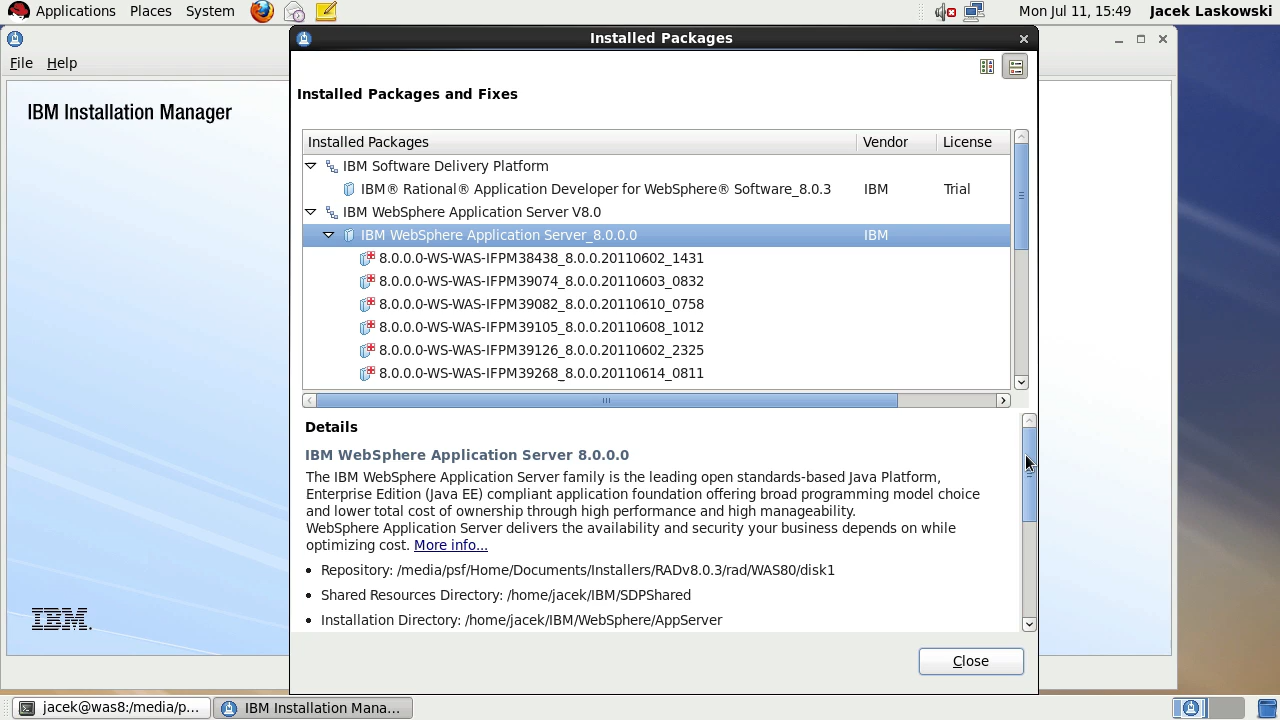 Applications Places System Mon Jul 11, 15:49 Jacek Laskowski
Installed Packages
File Help
Installed Packages and Fixes
IBM Installation Manager
Installed Packages Vendor License
IBM Software Delivery Platform
IBM® Rational® Application Developer for WebSphere® Software_8.0.3 IBM Trial
IBM WebSphere Application Server V8.0
IBM WebSphere Application Server_8.0.0.0 IBM
8.0.0.0-WS-WAS-IFPM38438_8.0.0.20110602_1431
8.0.0.0-WS-WAS-IFPM39074_8.0.0.20110603_0832
8.0.0.0-WS-WAS-IFPM39082_8.0.0.20110610_0758
8.0.0.0-WS-WAS-IFPM39105_8.0.0.20110608_1012
8.0.0.0-WS-WAS-IFPM39126_8.0.0.20110602_2325
8.0.0.0-WS-WAS-IFPM39268_8.0.0.20110614_0811
Details
IBM WebSphere Application Server 8.0.0.0
The IBM WebSphere Application Server family is the leading open standards-based Java Platform,
Enterprise Edition (Java EE) compliant application foundation offering broad programming model choice
and lower total cost of ownership through high performance and high manageability.
WebSphere Application Server delivers the availability and security your business depends on while
optimizing cost. More info...
• Repository: /media/psf/Home/Documents/Installers/RADv8.0.3/rad/WAS80/disk1
• Shared Resources Directory: /home/jacek/IBM/SDPShared
• Installation Directory: /home/jacek/IBM/WebSphere/AppServer
IBM.
Close
jacek@was8:/media/p... IBM Installation Mana...